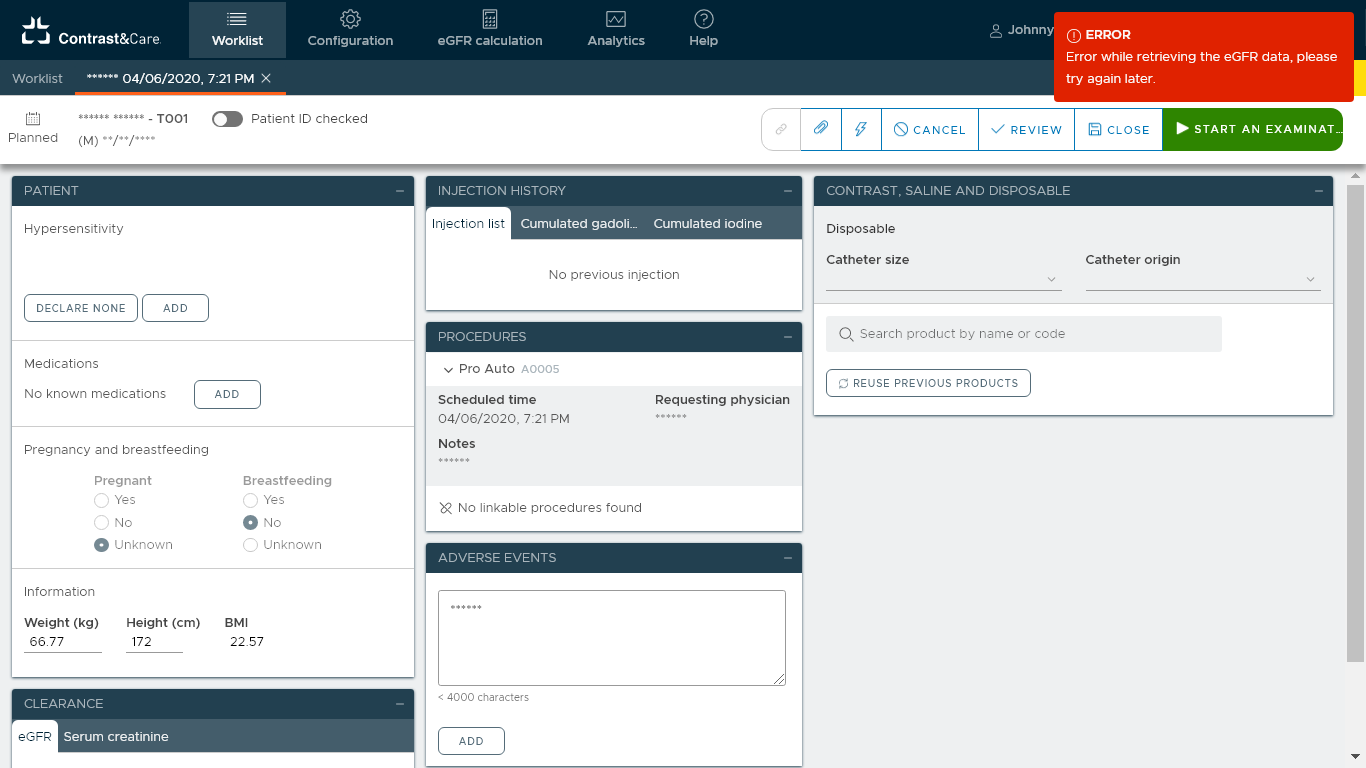 Contrast&Care.
Worklist
Configuration
eGFR calculation
Analytics
Help
Johnny
ERROR
Error while retrieving the eGFR data, please
try again later.
Worklist
****** 04/06/2020, 7:21 PM
Planned
****** ****** - T001
(M) **/**/****
Patient ID checked
CANCEL
REVIEW
CLOSE
START AN EXAMINAT...
PATIENT
Hypersensitivity
DECLARE NONE
ADD
Medications
No known medications
ADD
Pregnancy and breastfeeding
Pregnant
Yes
No
Unknown
Breastfeeding
Yes
No
Unknown
Information
Weight (kg)
66.77
Height (cm)
172
BMI
22.57
CLEARANCE
eGFR
Serum creatinine
INJECTION HISTORY
Injection list
Cumulated gadoli...
Cumulated iodine
No previous injection
PROCEDURES
Pro Auto A0005
Scheduled time
04/06/2020, 7:21 PM
Requesting physician
******
Notes
******
No linkable procedures found
ADVERSE EVENTS
******
< 4000 characters
ADD
CONTRAST, SALINE AND DISPOSABLE
Disposable
Catheter size
Catheter origin
Search product by name or code
REUSE PREVIOUS PRODUCTS